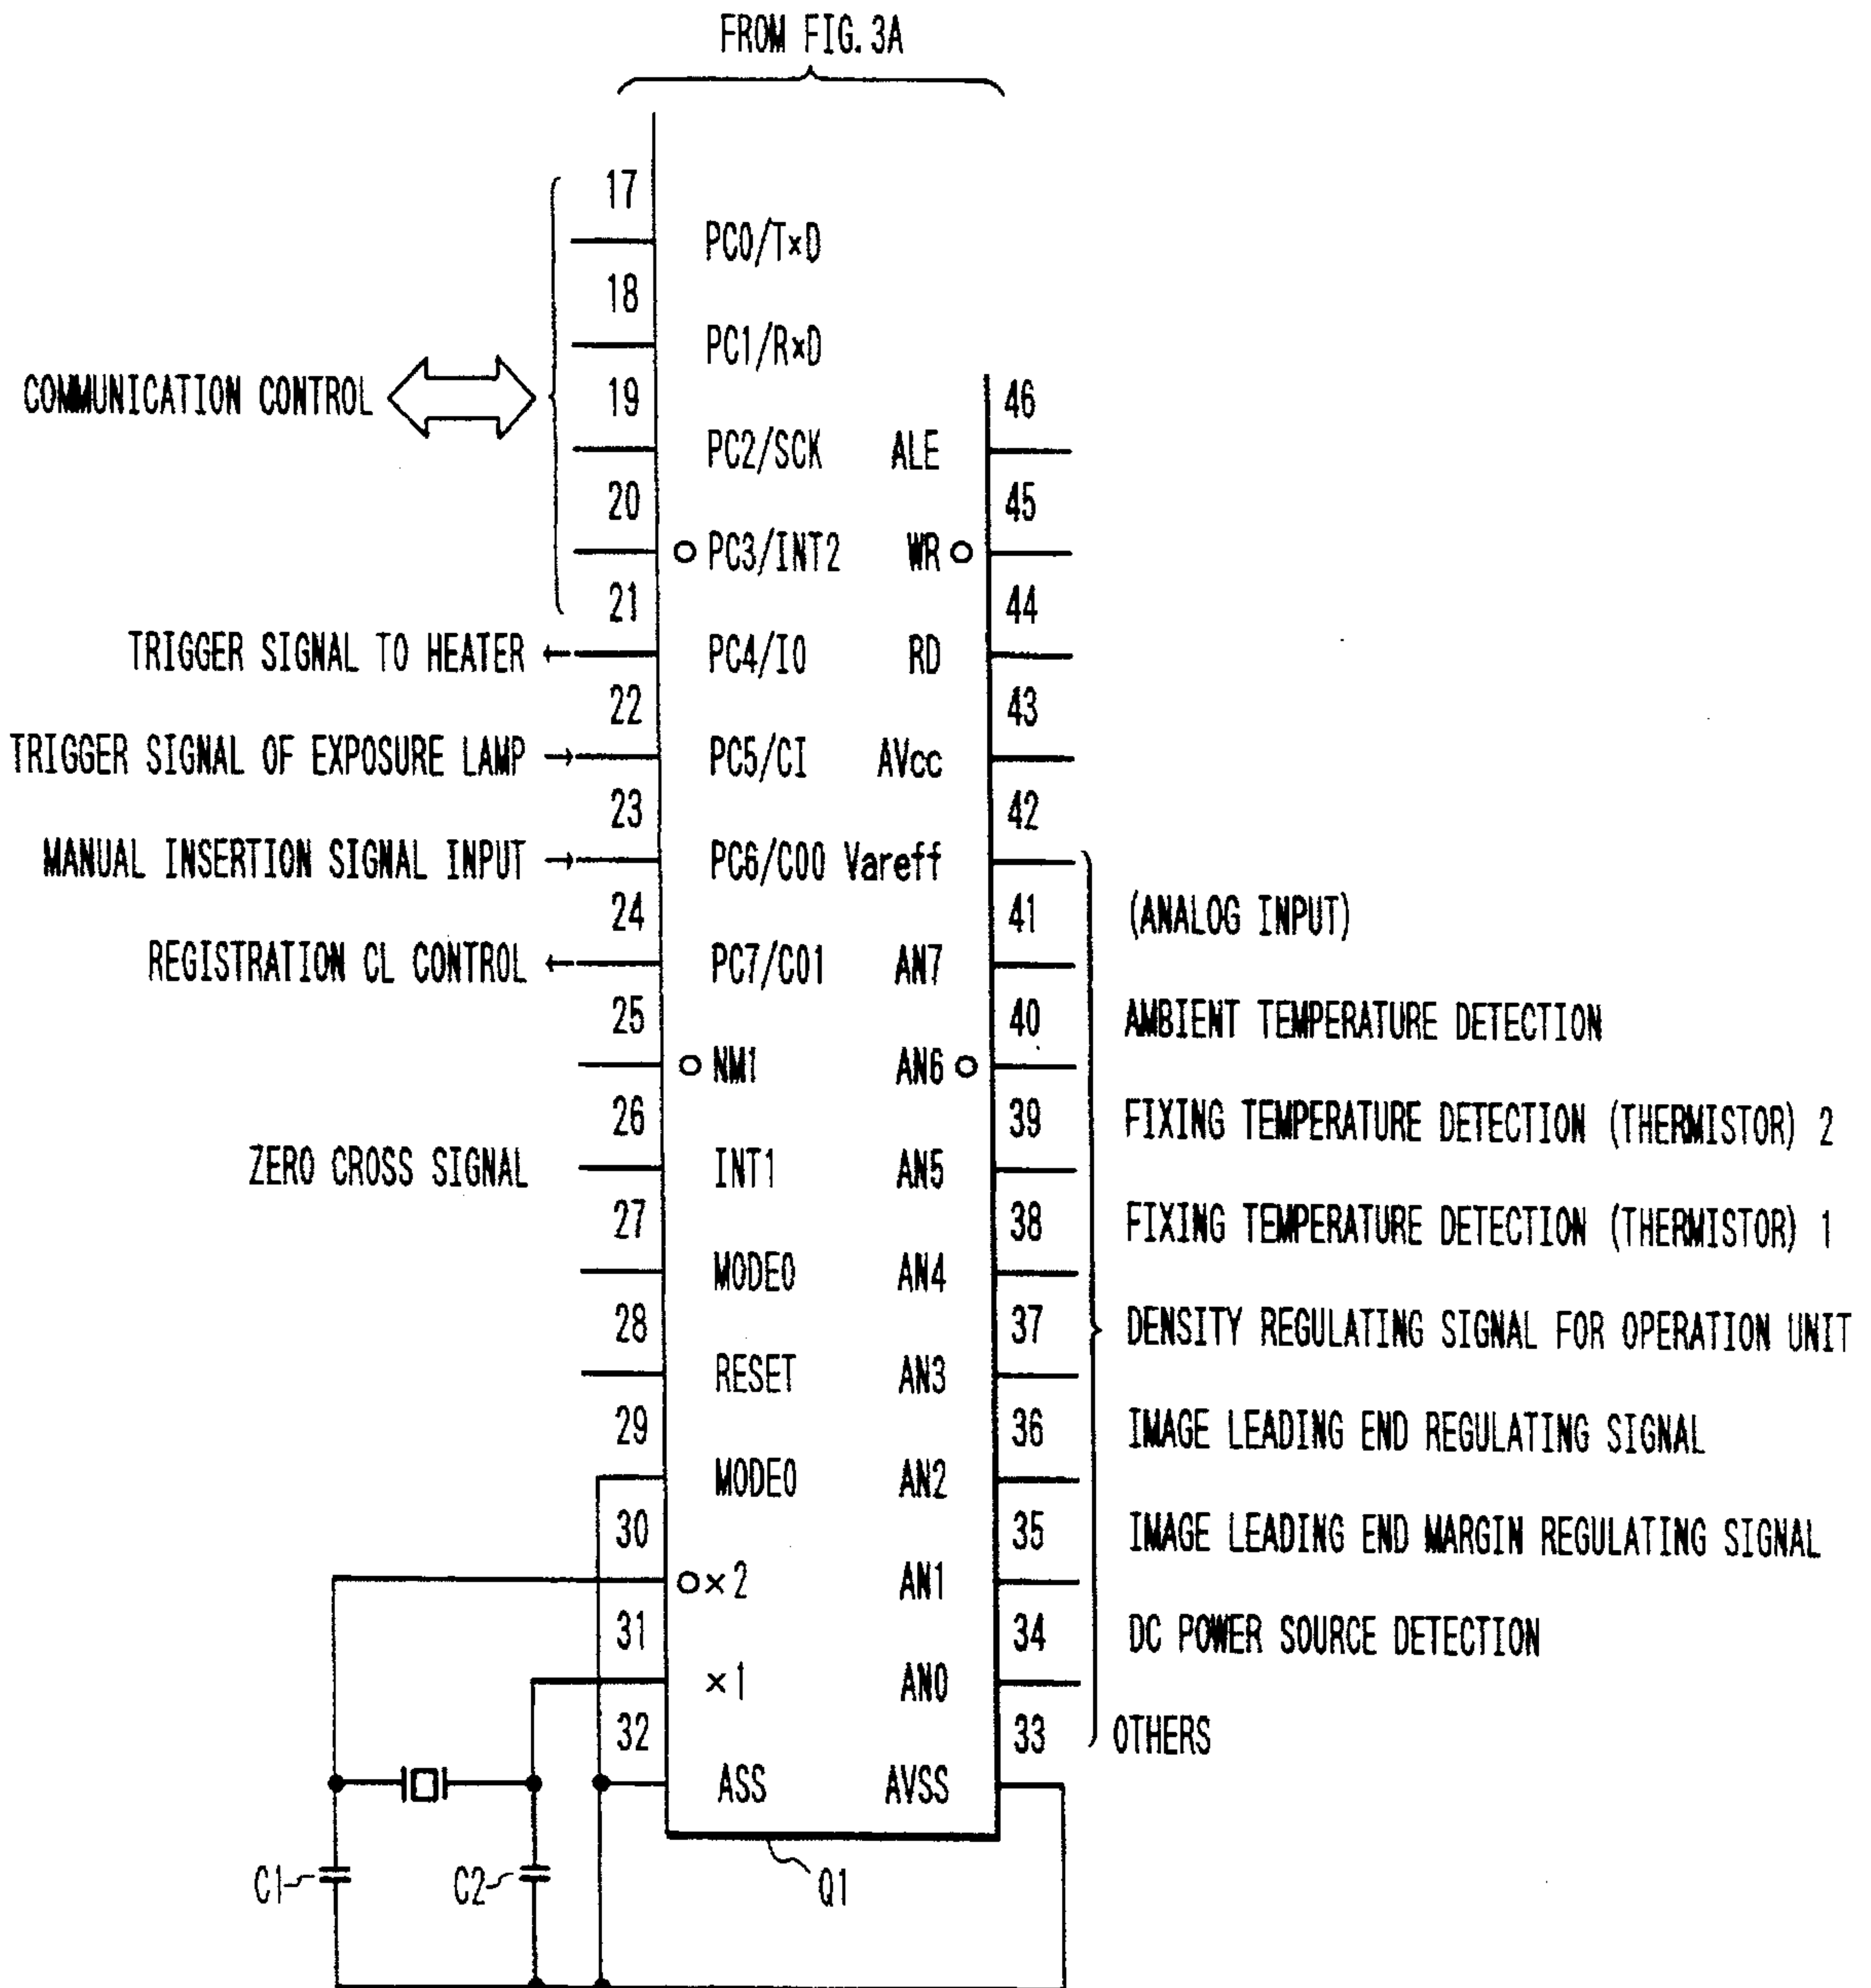 FROM FIG. 3A
17
PC0/T×D
18
PC1/R×D
COMMUNICATION CONTROL
19
46
PC2/SCK ALE
20
45
PC3/INT2 WR
21
44
TRIGGER SIGNAL TO HEATER PC4/I0 RD
22
43
TRIGGER SIGNAL OF EXPOSURE LAMP PC5/CI AVcc
23
42
MANUAL INSERTION SIGNAL INPUT PC6/C00 Vareff
24
41 (ANALOG INPUT)
REGISTRATION CL CONTROL PC7/C01 AN7
25
40 AMBIENT TEMPERATURE DETECTION
NM1 AN6
26
39 FIXING TEMPERATURE DETECTION (THERMISTOR) 2
ZERO CROSS SIGNAL INT1 AN5
27
38 FIXING TEMPERATURE DETECTION (THERMISTOR) 1
MODE0 AN4
28
37 DENSITY REGULATING SIGNAL FOR OPERATION UNIT
RESET AN3
29
36 IMAGE LEADING END REGULATING SIGNAL
MODE0 AN2
30
35 IMAGE LEADING END MARGIN REGULATING SIGNAL
×2 AN1
31
34 DC POWER SOURCE DETECTION
×1 AN0
32
33 OTHERS
ASS AVSS
C1 C2 Q1